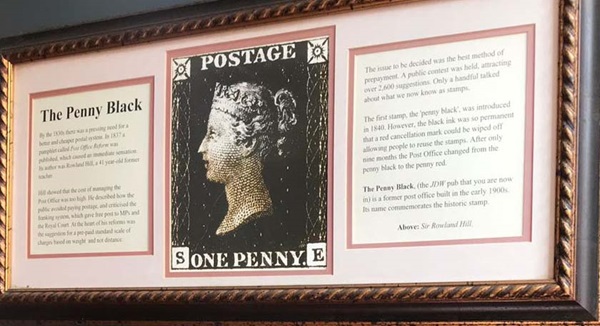 The Penny Black
By the 1830s there was a pressing need for a
better and cheaper postal system. In 1837 a
pamphlet called Post Office Reform was
published, which caused an immediate sensation.
Its author was Rowland Hill, a 41 year-old former
teacher.
Hill showed that the cost of managing the
Post Office was too high. He described how the
public avoided paying postage, and criticised the
franking system, which gave free post to MPs and
the Royal Court. At the heart of his reforms was
the suggestion for a pre-paid standard scale of
charges based on weight and not distance.
POSTAGE
S ONE PENNY. E
The issue to be decided was the best method of
prepayment. A public contest was held, attracting
over 2,600 suggestions. Only a handful talked
about what we now know as stamps.
The first stamp, the 'penny black', was introduced
in 1840. However, the black ink was so permanent
that a red cancellation mark could be wiped off
allowing people to reuse the stamps. After only
nine months the Post Office changed from the
penny black to the penny red.
The Penny Black, (the JDW pub that you are now
in) is a former post office built in the early 1900s.
Its name commemorates the historic stamp.
Above: Sir Rowland Hill.